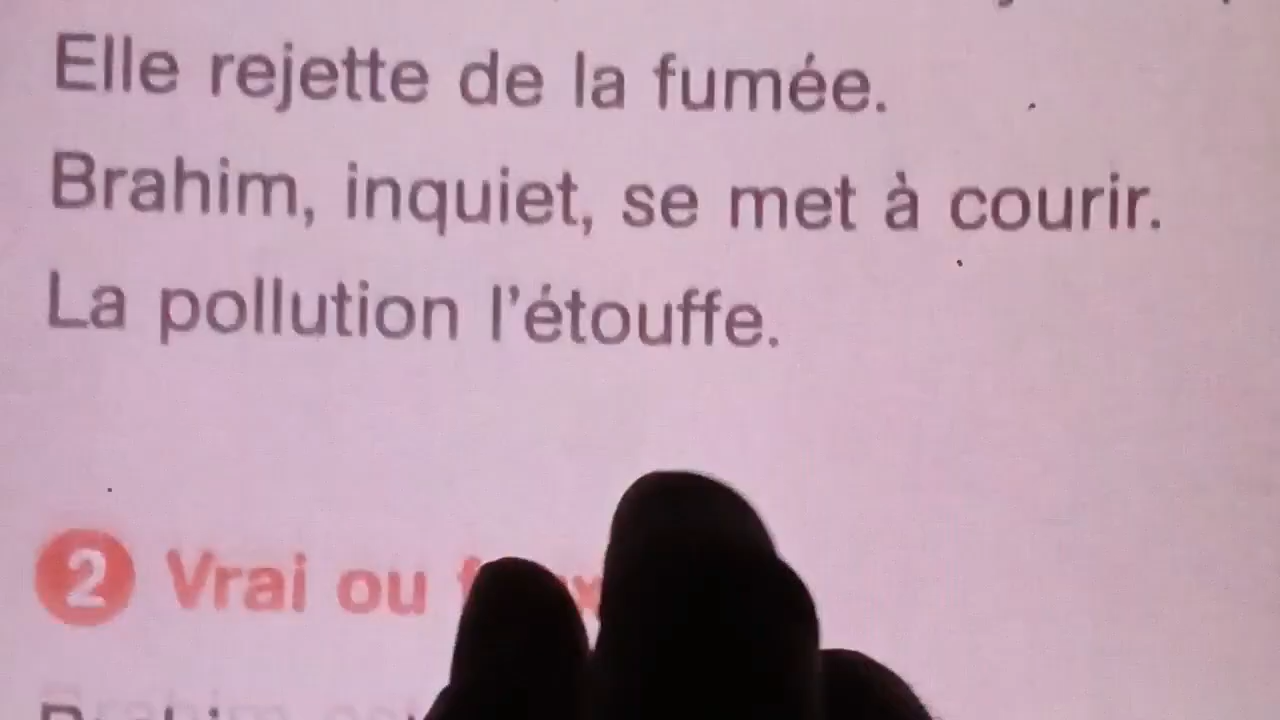 Elle rejette de la fumée.
Brahim, inquiet, se met à courir.
La pollution l'étouffe.
2 Vrai ou